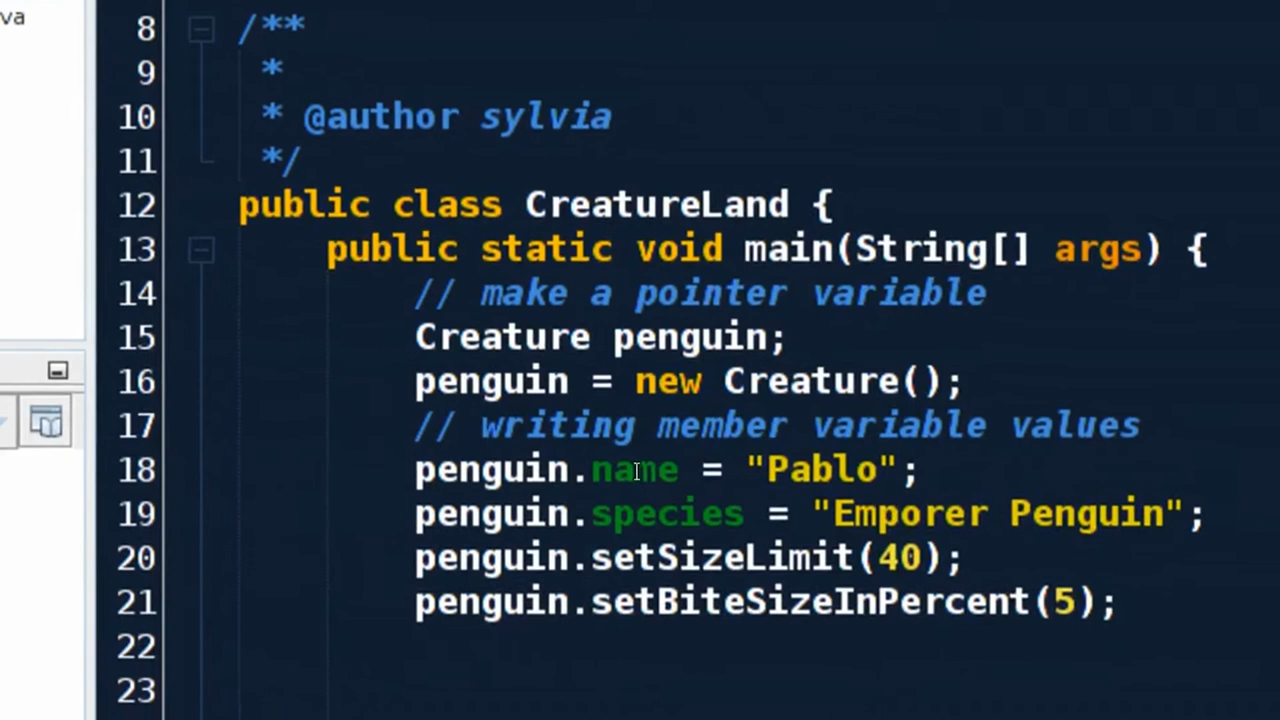 va
8 /**
9 *
10 * @author sylvia
11 */
12 public class CreatureLand {
13 public static void main(String[] args) {
14 // make a pointer variable
15 Creature penguin;
16 penguin = new Creature();
17 // writing member variable values
18 penguin.name = "Pablo";
19 penguin.species = "Emporer Penguin";
20 penguin.setSizeLimit(40);
21 penguin.setBiteSizeInPercent(5);
22
23